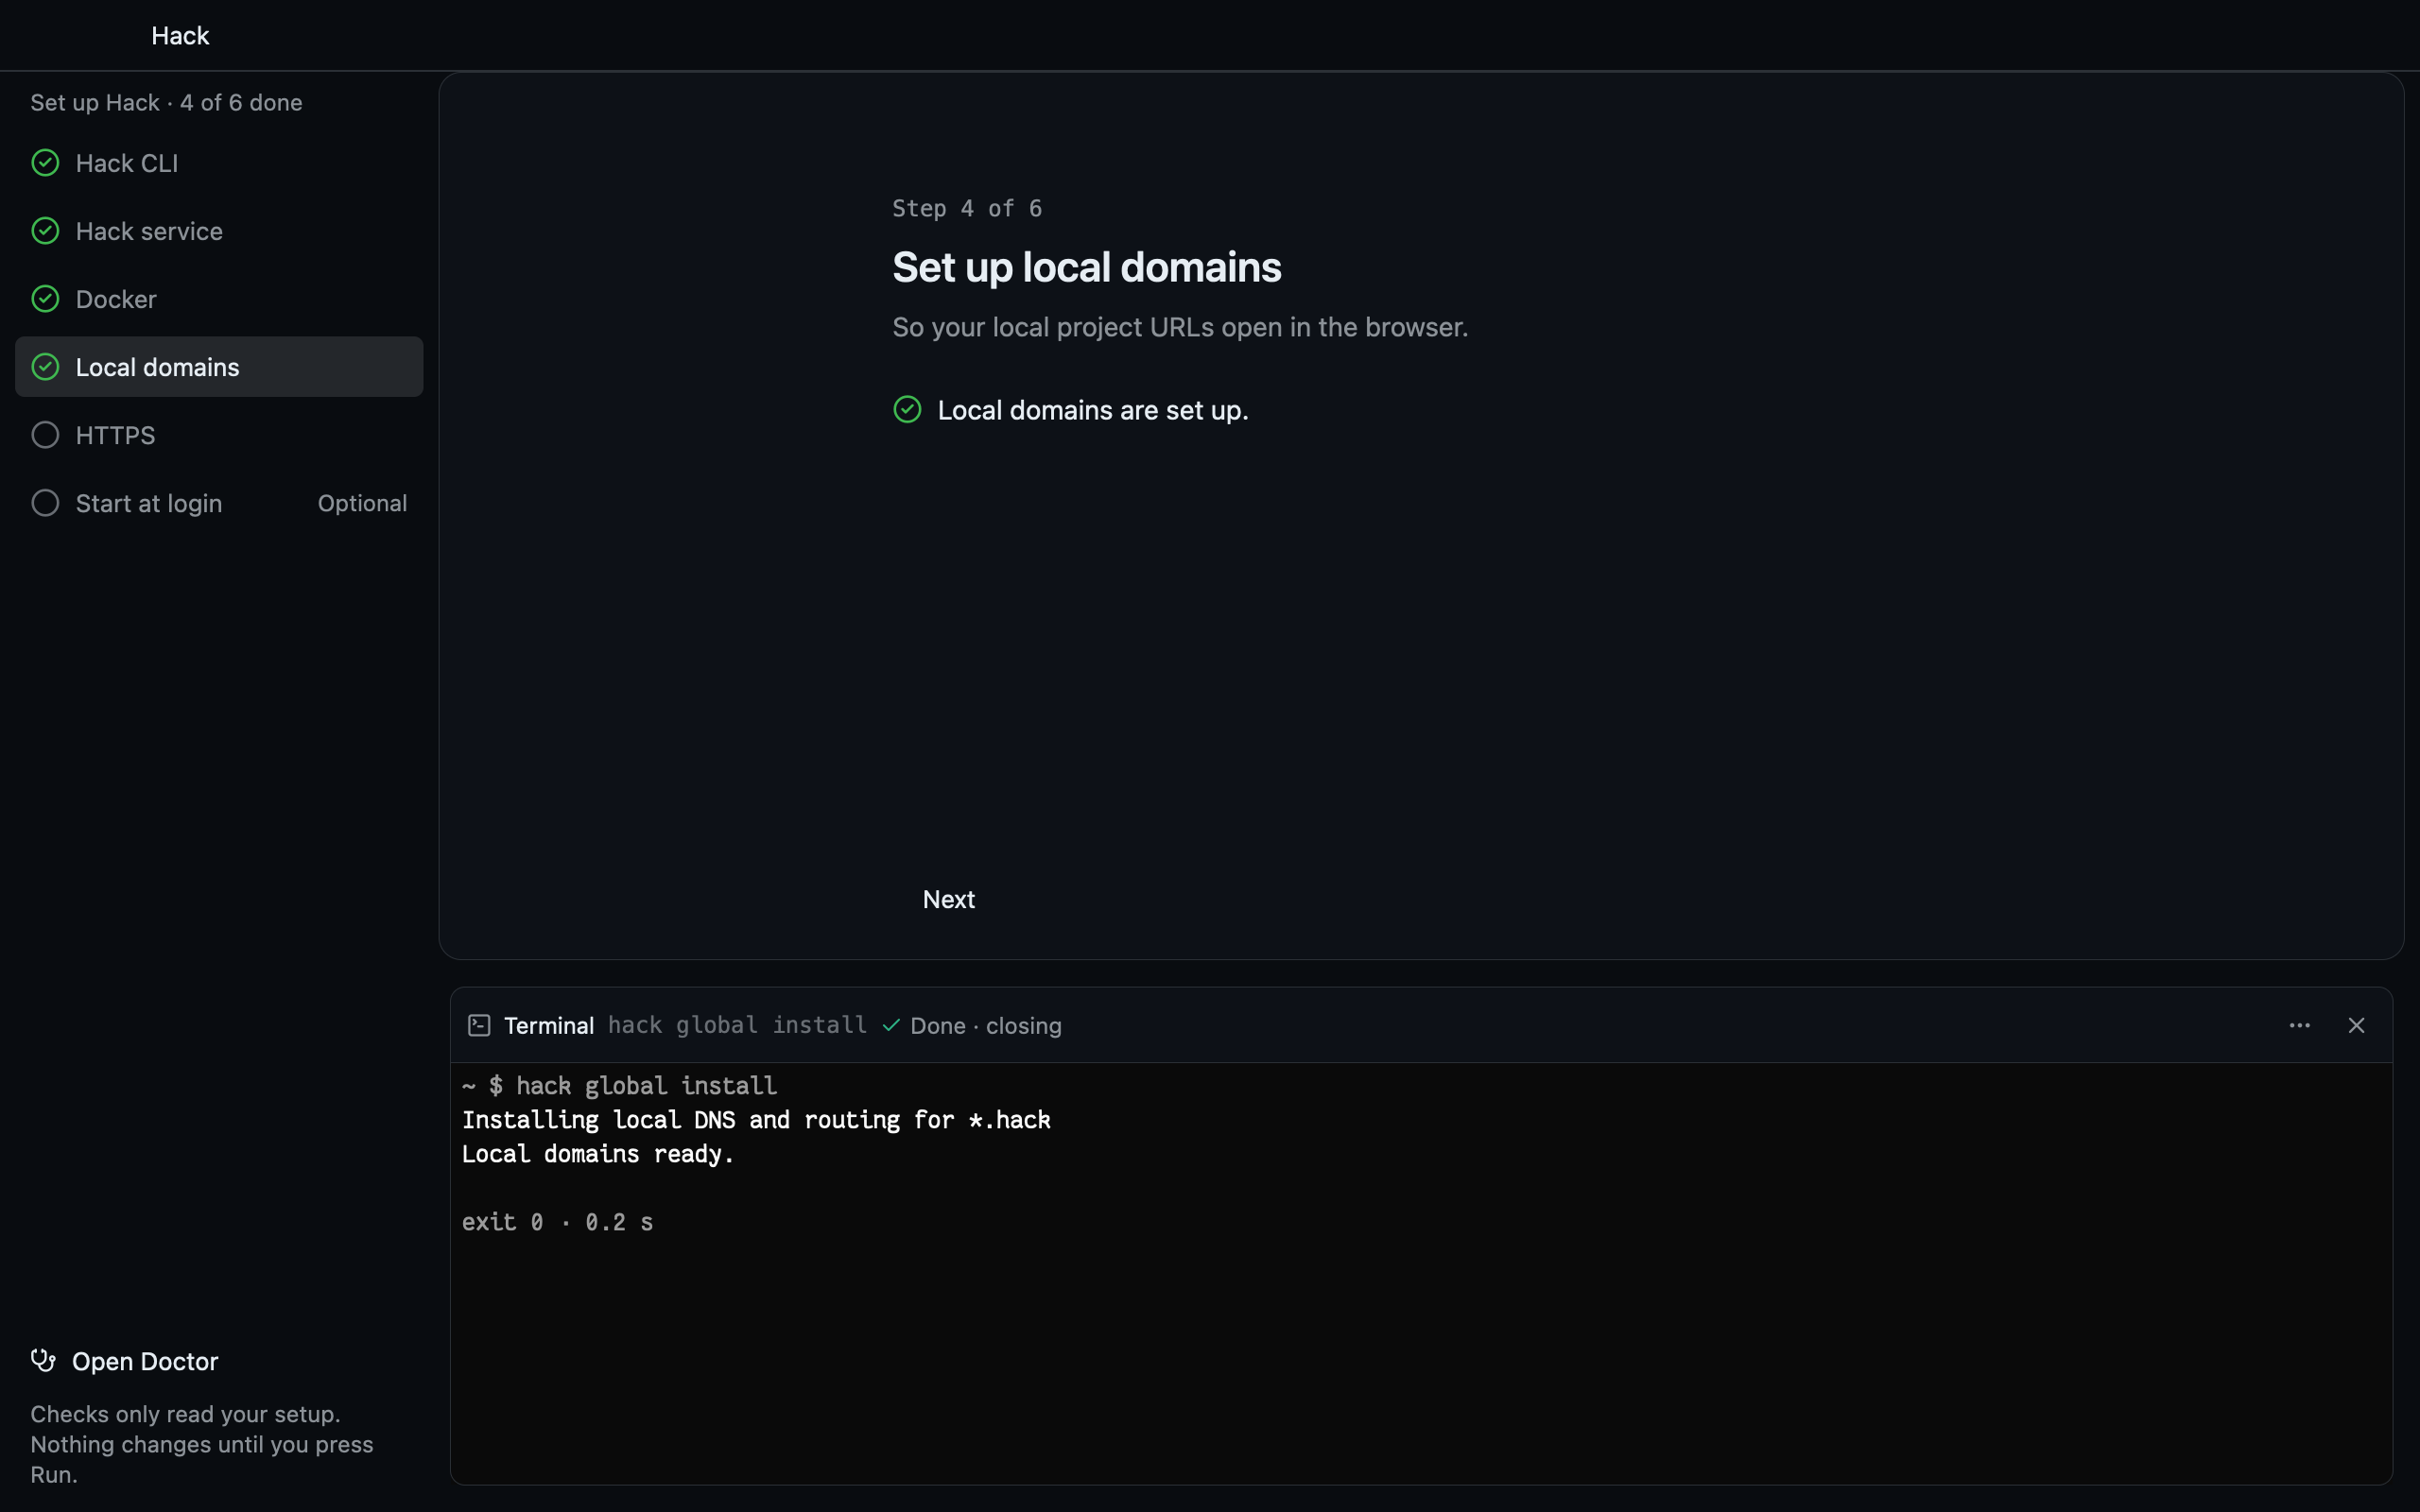 Hack
Set up Hack · 4 of 6 done
Hack CLI
Hack service
Docker
Local domains
HTTPS
Start at login Optional
Open Doctor
Checks only read your setup.
Nothing changes until you press
Run.
Step 4 of 6
Set up local domains
So your local project URLs open in the browser.
Local domains are set up.
Next
Terminal hack global install Done · closing
~ $ hack global install
Installing local DNS and routing for *.hack
Local domains ready.
exit 0 · 0.2 s